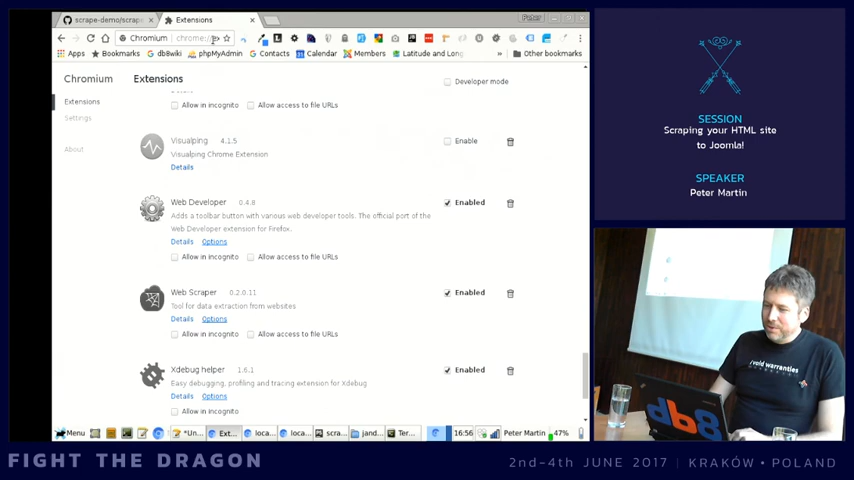 scrape-demo/scrape
Extensions
Peter
Chromium
chrome://
Apps
Bookmarks
db8wiki
phpMyAdmin
Contacts
Calendar
Members
Latitude and Long
Other bookmarks
Chromium
Extensions
Settings
About
Extensions
Developer mode
Allow in incognito
Allow access to file URLs
Visualping 4.1.5
Enable
Visualping Chrome Extension
Details
Web Developer 0.4.8
Enabled
Adds a toolbar button with various web developer tools. The official port of the
Web Developer extension for Firefox.
Details Options
Allow in incognito
Allow access to file URLs
Web Scraper 0.2.0.11
Enabled
Tool for data extraction from websites
Details Options
Allow in incognito
Allow access to file URLs
Xdebug helper 1.6.1
Enabled
Easy debugging, profiling and tracing extension for Xdebug
Details Options
Allow in incognito
Menu
*Un...
Ext...
loca...
loca...
scra...
jand...
Ter...
16:56
Peter Martin
47%
SESSION
Scraping your HTML site
to Joomla!
SPEAKER
Peter Martin
/void warranties
db8
FIGHT THE DRAGON
2nd-4th JUNE 2017 | KRAKÓW • POLAND